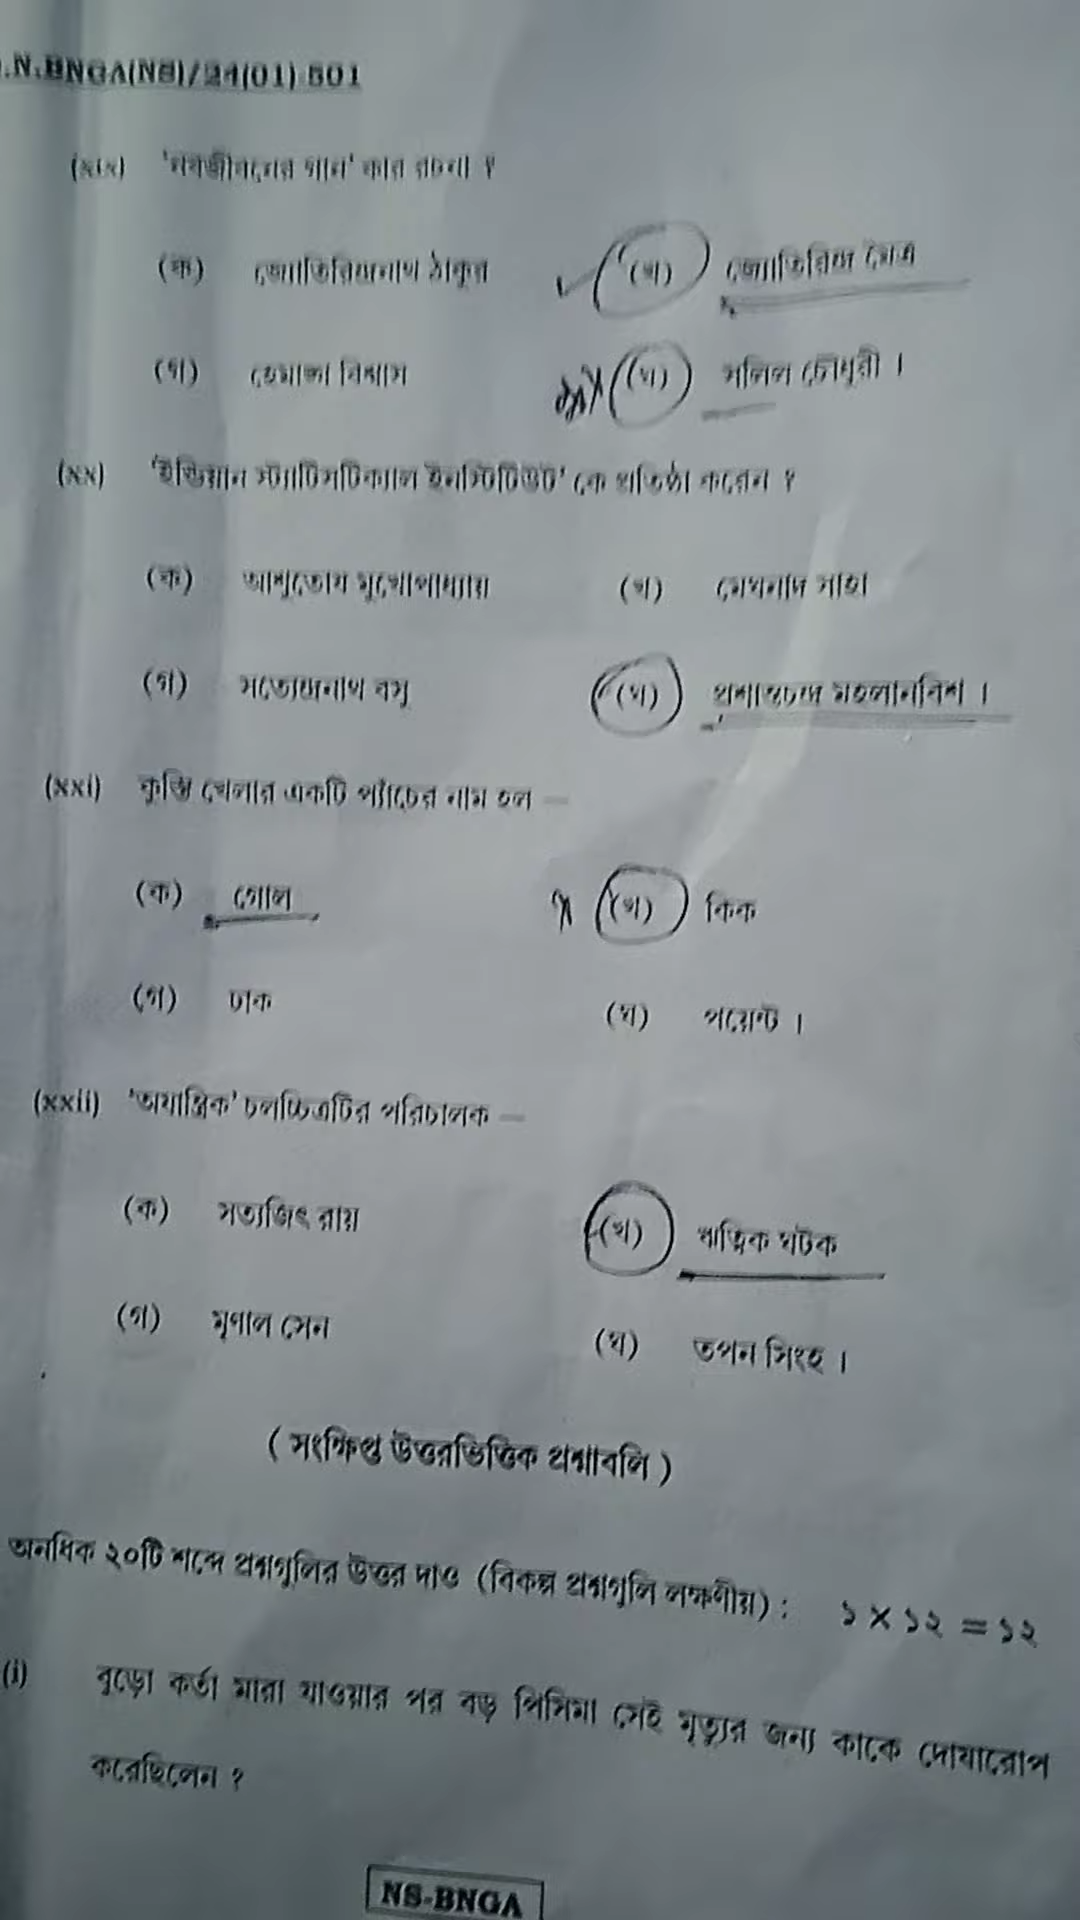 .N.BNGA(NS)/24(01) 501
(xix) 'নবজীবনের গান' কার রচনা ?
(ক) জ্যোতিরিন্দ্রনাথ ঠাকুর (খ) জ্যোতিরিন্দ্র মৈত্র
(গ) হেমাঙ্গ বিশ্বাস (ঘ) সলিল চৌধুরী ।
(xx) 'ইন্ডিয়ান স্ট্যাটিসটিক্যাল ইনস্টিটিউট' কে প্রতিষ্ঠা করেন ?
(ক) আশুতোষ মুখোপাধ্যায় (খ) মেঘনাদ সাহা
(গ) সত্যেন্দ্রনাথ বসু (ঘ) প্রশান্তচন্দ্র মহলানবিশ ।
(xxi) কুস্তি খেলার একটি প্যাঁচের নাম হল —
(ক) গোল (খ) কিক
(গ) ঢাক (ঘ) পয়েন্ট ।
(xxii) 'অযান্ত্রিক' চলচ্চিত্রটির পরিচালক —
(ক) সত্যজিৎ রায় (খ) ঋত্বিক ঘটক
(গ) মৃণাল সেন (ঘ) তপন সিংহ ।
( সংক্ষিপ্ত উত্তরভিত্তিক প্রশ্নাবলি )
অনধিক ২০টি শব্দে প্রশ্নগুলির উত্তর দাও (বিকল্প প্রশ্নগুলি লক্ষণীয়) : ১ × ১২ = ১২
(i) বুড়ো কর্তা মারা যাওয়ার পর বড় পিসিমা সেই মৃত্যুর জন্য কাকে দোষারোপ
করেছিলেন ?
NS-BNGA